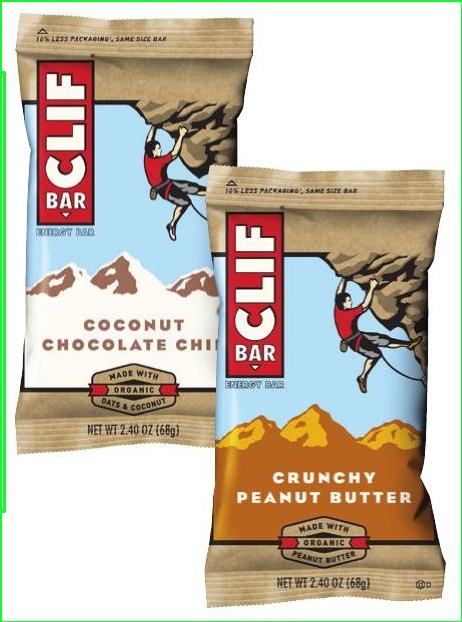 10% LESS PACKAGING¹, SAME SIZE BAR
CLIF
BAR
ENERGY BAR
COCONUT
CHOCOLATE CHI
MADE WITH
ORGANIC
OATS & COCONUT
NET WT 2.40 OZ (68g)
10% LESS PACKAGING¹, SAME SIZE BAR
CLIF
BAR
ENERGY BAR
CRUNCHY
PEANUT BUTTER
MADE WITH
ORGANIC
PEANUT BUTTER
NET WT 2.40 OZ (68g)